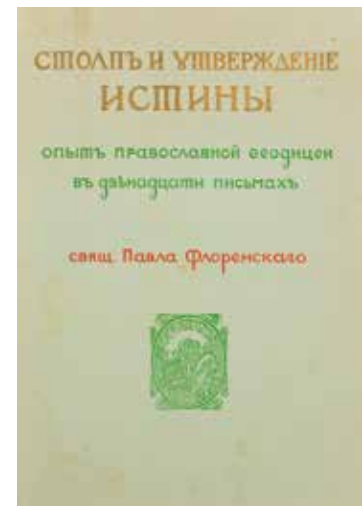 СТОЛПЪ И УТВЕРЖДЕНІЕ
ИСТИНЫ
опытъ православной ѳеодицеи
въ двѣнадцати письмахъ
свящ. Павла Флоренскаго